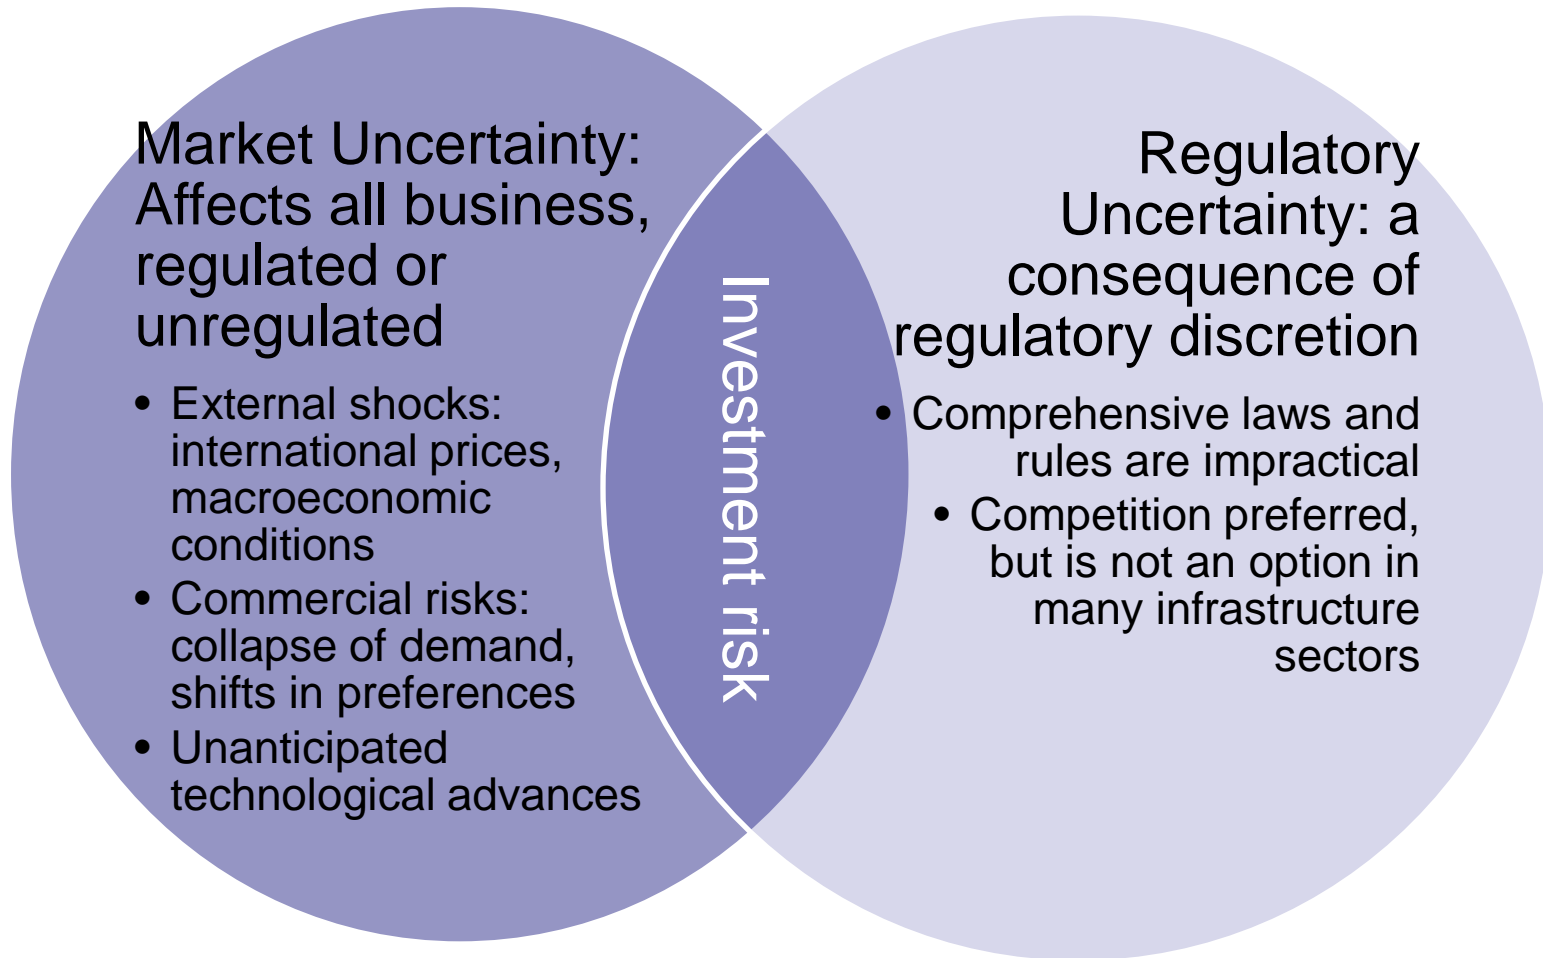 Market Uncertainty:
Affects all business,
regulated or
unregulated
• External shocks:
international prices,
macroeconomic
conditions
• Commercial risks:
collapse of demand,
shifts in preferences
• Unanticipated
technological advances
Investment risk
Regulatory
Uncertainty: a
consequence of
regulatory discretion
• Comprehensive laws and
rules are impractical
• Competition preferred,
but is not an option in
many infrastructure
sectors